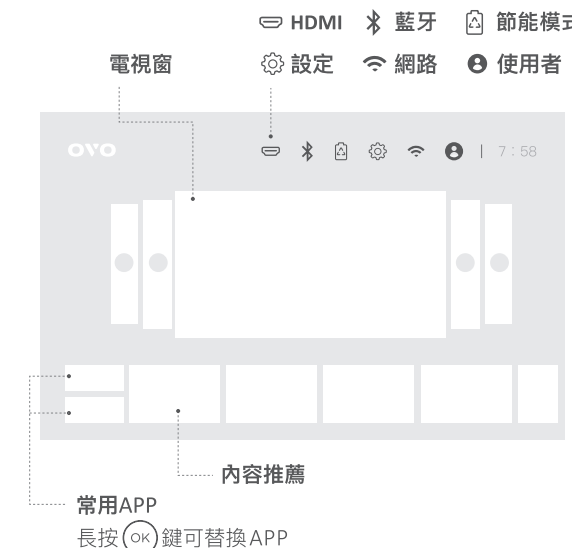 HDMI 藍牙 節能模式
電視窗 設定 網路 使用者
OVO 7:58
內容推薦
常用APP
長按 OK 鍵可替換APP